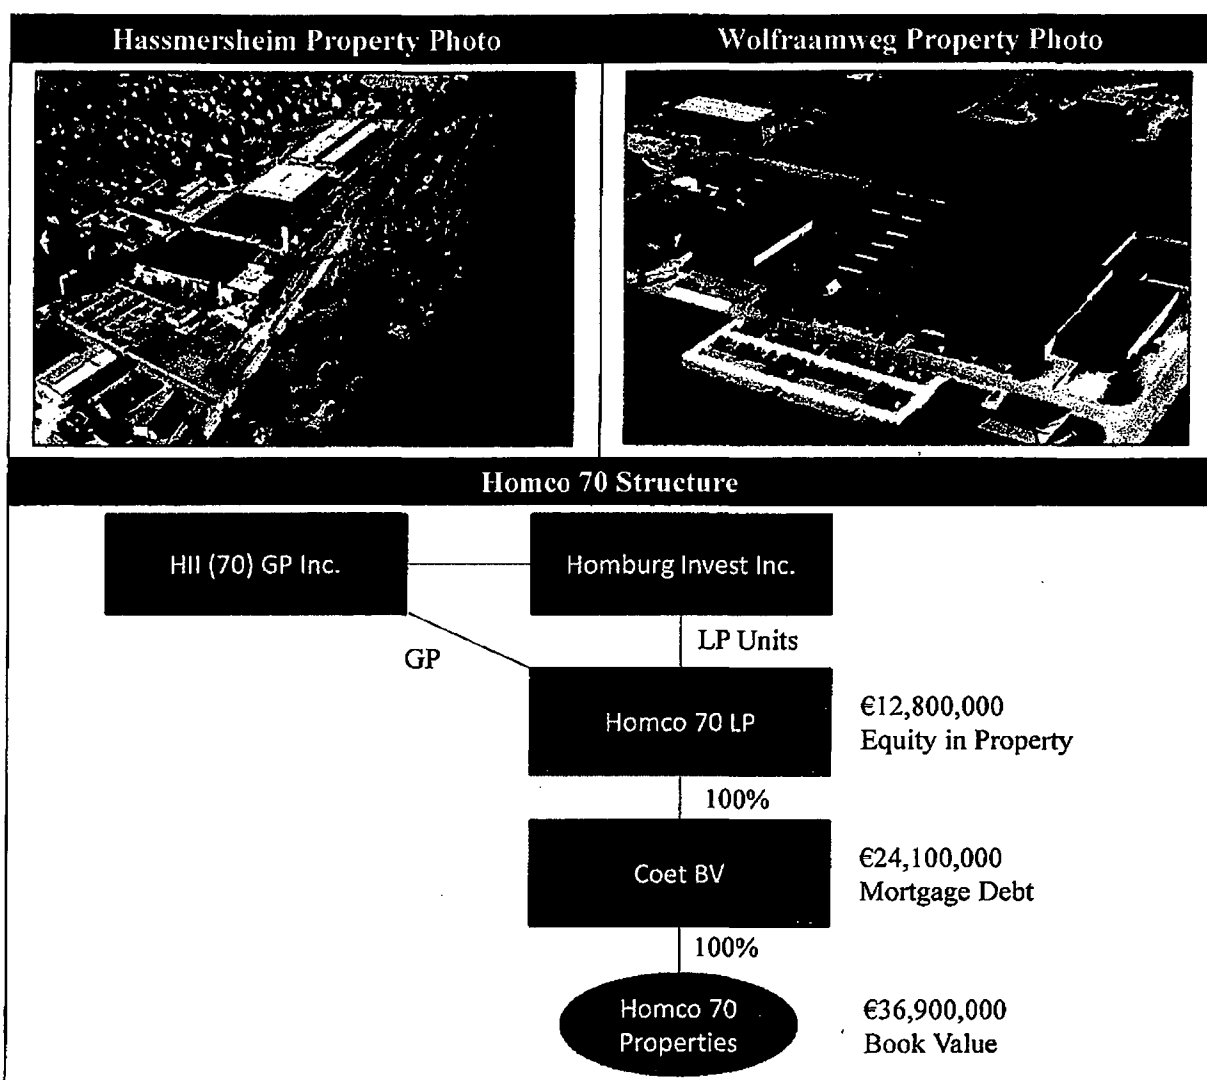 Hassmersheim Property Photo
Wolfraamweg Property Photo
Homco 70 Structure
HII (70) GP Inc.
Homburg Invest Inc.
GP
LP Units
Homco 70 LP
€12,800,000
Equity in Property
100%
Coet BV
€24,100,000
Mortgage Debt
100%
Homco 70
Properties
€36,900,000
Book Value